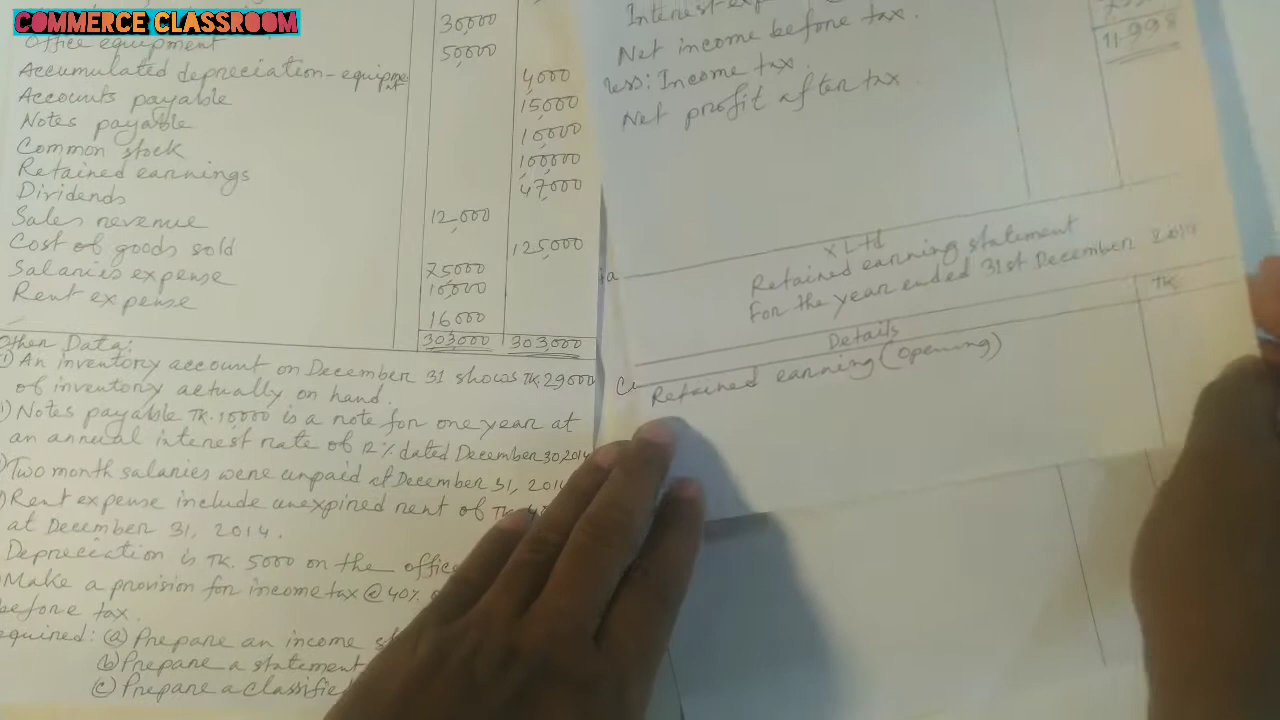 COMMERCE CLASSROOM
30,000
Office equipment 50,000
Accumulated depreciation-equipment 4,000
Accounts payable 15,000
Notes payable 10,000
Common stock 100,000
Retained earnings 47,000
Dividends 12,000
Sales revenue 125,000
Cost of goods sold 75000
Salaries expense 10,000
Rent expense 16,000
303,000 303,000
Other Data:
① An inventory account on December 31 shows TK.29000
of inventory actually on hand.
Notes payable TK.10,000 is a note for one year at
an annual interest rate of 12% dated December 30,2014
Two month salaries were unpaid at December 31, 2014
Rent expense include unexpired rent of TK.
at December 31, 2014.
Depreciation is TK. 5000 on the office
Make a provision for income tax @ 40%
before tax.
equired: ⓐ Prepare an income
ⓑ Prepare a statement
ⓒ Prepare a classifie
Net income before tax.
Less: Income tax.
Net profit after tax
11,998
X Ltd
Retained earning statement
For the year ended 31st December 2014
Details TK
Retained earning (Opening)